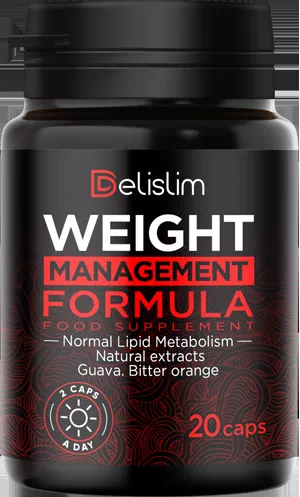 Delislim
WEIGHT
MANAGEMENT
FORMULA
FOOD SUPPLEMENT
— Normal Lipid Metabolism —
Natural extracts
Guava. Bitter orange
2 CAPS
A DAY
20 caps